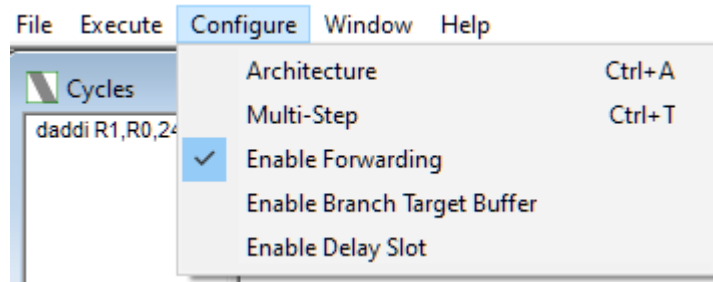 File Execute Configure Window Help
Cycles
daddi R1,R0,24
Architecture Ctrl+A
Multi-Step Ctrl+T
Enable Forwarding
Enable Branch Target Buffer
Enable Delay Slot